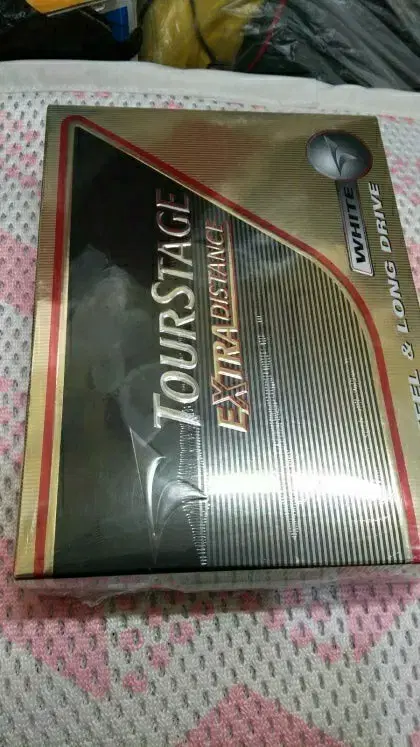 TOURSTAGE
EXTRA DISTANCE
WHITE
& LONG DRIVE